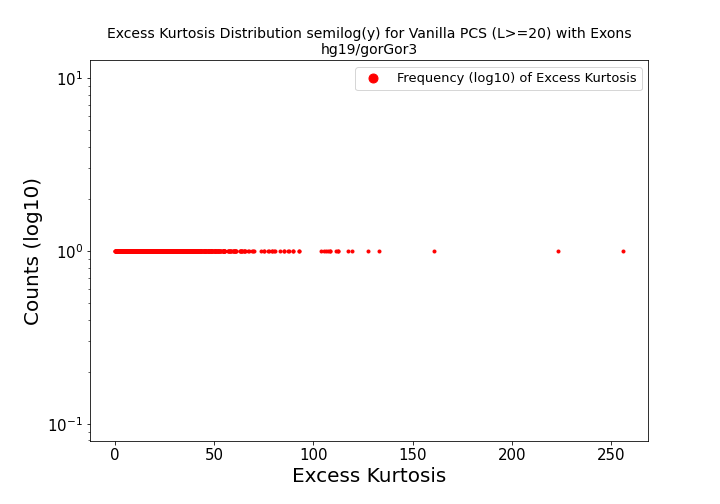 Excess Kurtosis Distribution semilog(y) for Vanilla PCS (L>=20) with Exons
hg19/gorGor3
Frequency (log10) of Excess Kurtosis
Counts (log10)
10¹
10⁰
10⁻¹
0 50 100 150 200 250
Excess Kurtosis